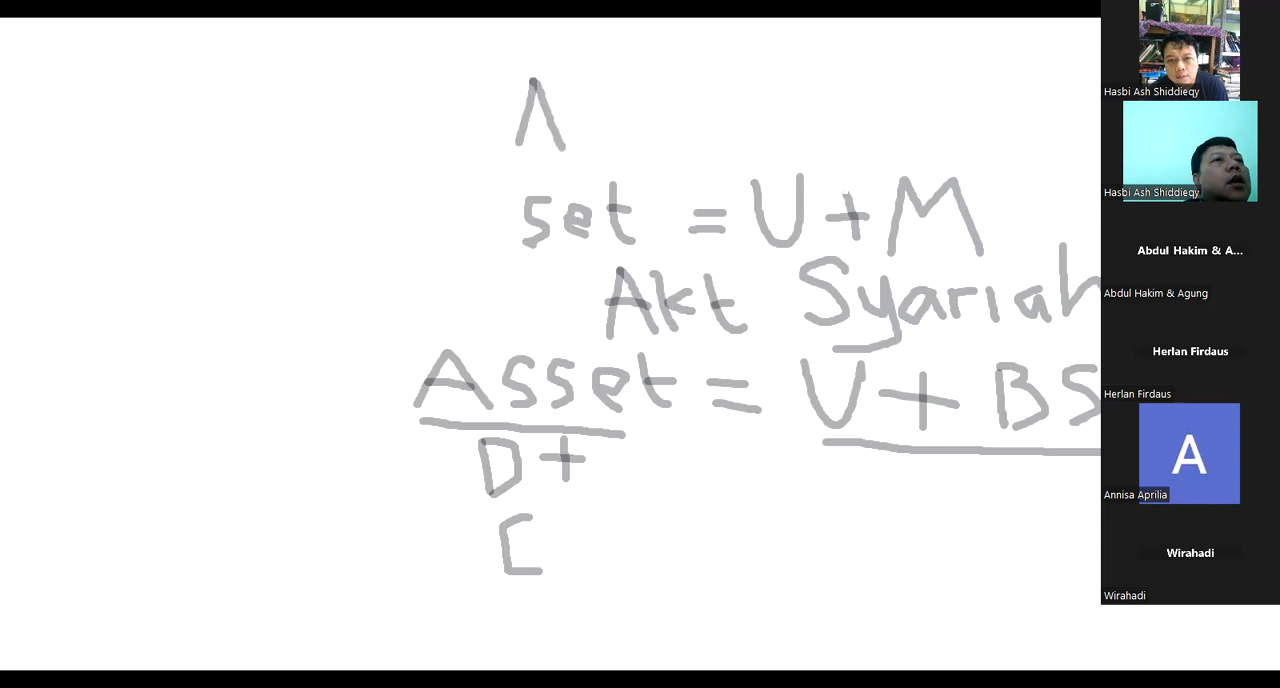 A
set = U+M
Akt Syariah
Asset = U + BS
D+
[
Hasbi Ash Shiddieqy
Hasbi Ash Shiddieqy
Abdul Hakim & A...
Abdul Hakim & Agung
Herlan Firdaus
Herlan Firdaus
A
Annisa Aprilia
Wirahadi
Wirahadi